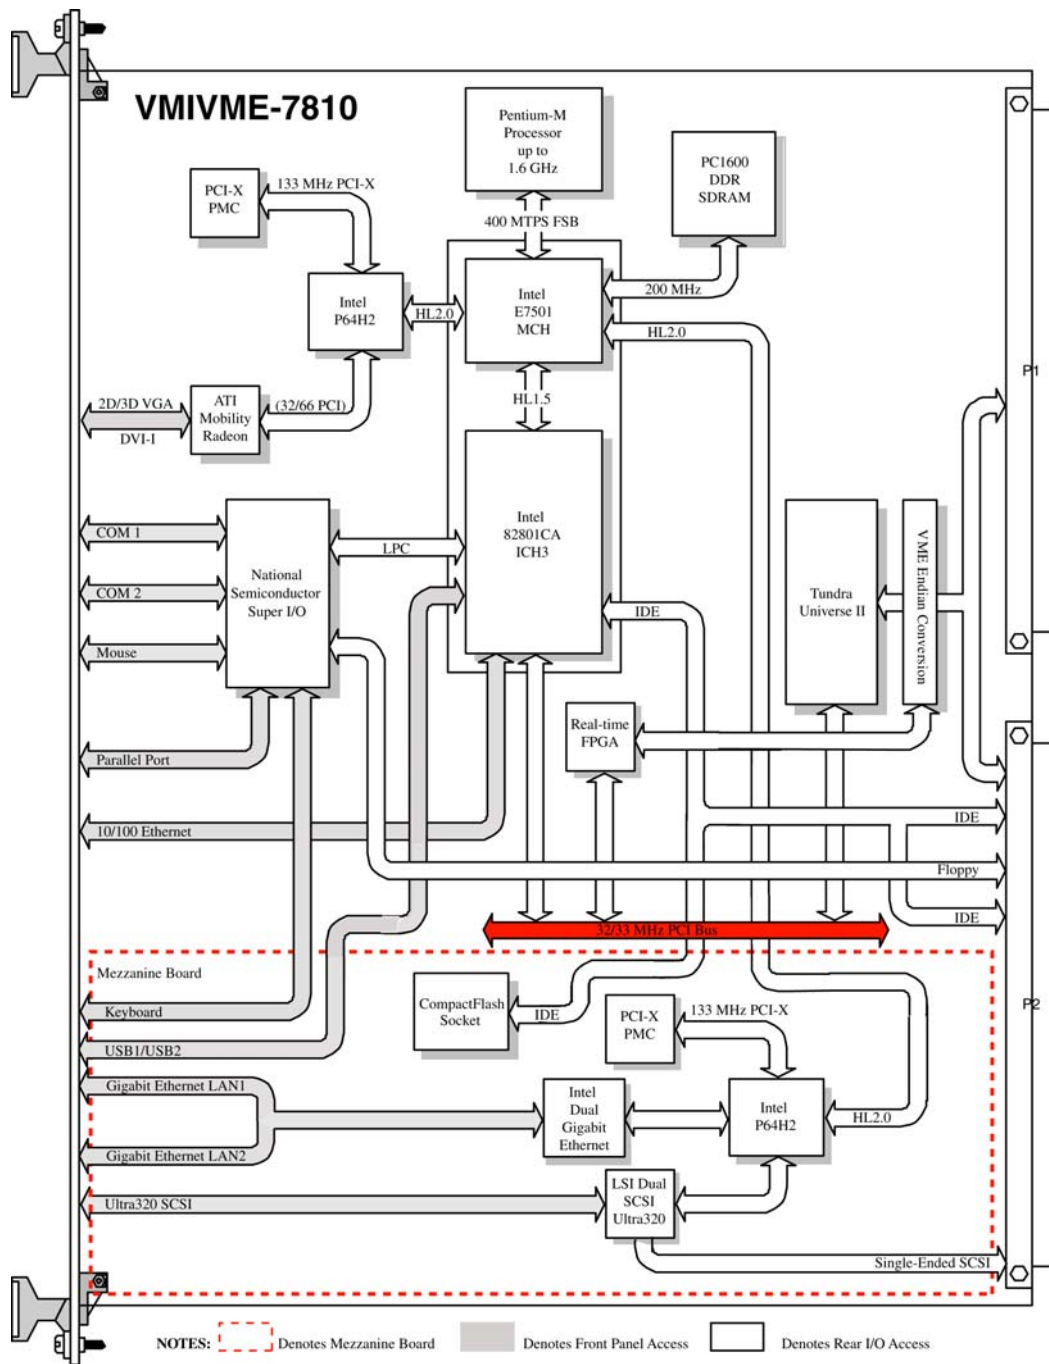 VMIVME-7810
Pentium-M
Processor
up to
1.6 GHz
PC1600
DDR
SDRAM
PCI-X
PMC
133 MHz PCI-X
400 MTPS FSB
Intel
P64H2
HL2.0
Intel
E7501
MCH
200 MHz
HL2.0
P1
2D/3D VGA
DVI-I
ATI
Mobility
Radeon
(32/66 PCI)
HL1.5
COM 1
COM 2
Mouse
National
Semiconductor
Super I/O
LPC
Intel
82801CA
ICH3
IDE
Tundra
Universe II
VME Endian Conversion
Real-time
FPGA
Parallel Port
10/100 Ethernet
IDE
Floppy
IDE
32/33 MHz PCI Bus
Mezzanine Board
Keyboard
USB1/USB2
CompactFlash
Socket
IDE
PCI-X
PMC
133 MHz PCI-X
P2
Gigabit Ethernet LAN1
Gigabit Ethernet LAN2
Intel
Dual
Gigabit
Ethernet
Intel
P64H2
HL2.0
Ultra320 SCSI
LSI Dual
SCSI
Ultra320
Single-Ended SCSI
NOTES:
Denotes Mezzanine Board
Denotes Front Panel Access
Denotes Rear I/O Access